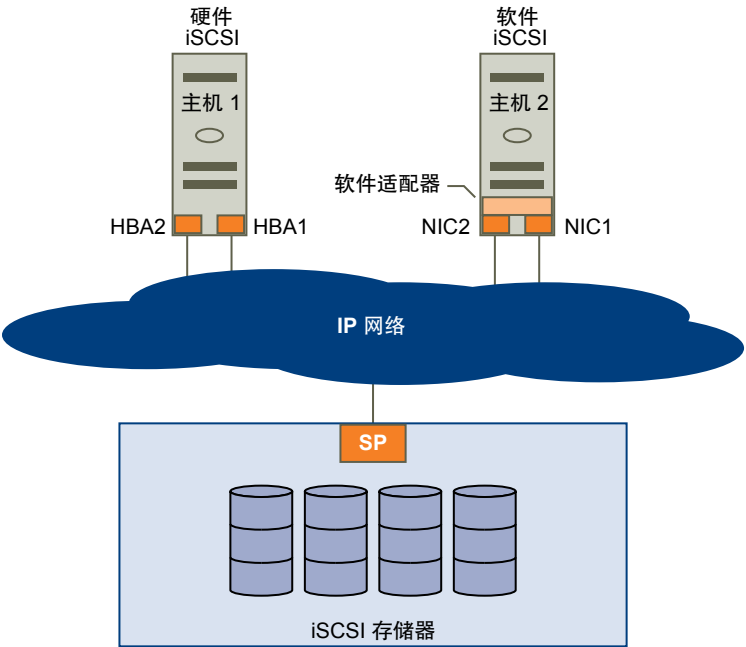 硬件
iSCSI
软件
iSCSI
主机 1
主机 2
软件适配器
HBA2
HBA1
NIC2
NIC1
IP 网络
SP
iSCSI 存储器